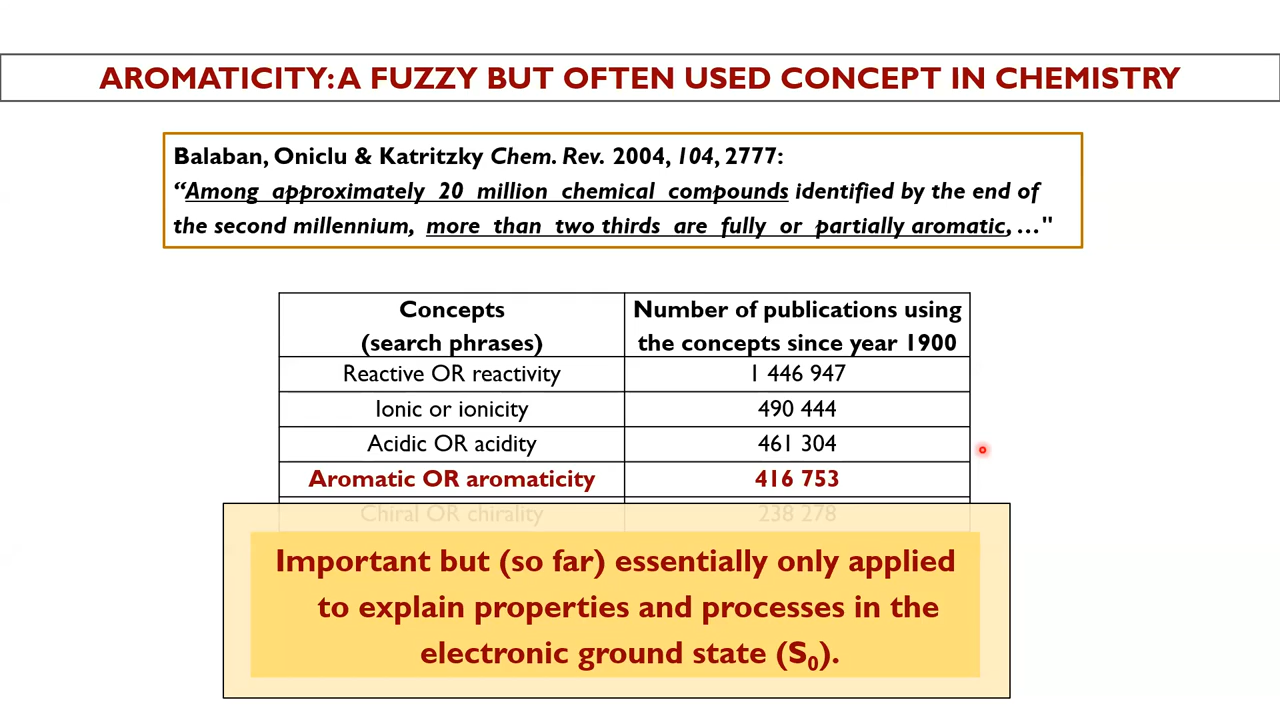 AROMATICITY: A FUZZY BUT OFTEN USED CONCEPT IN CHEMISTRY
Balaban, Oniclu & Katritzky Chem. Rev. 2004, 104, 2777:
“Among approximately 20 million chemical compounds identified by the end of
the second millennium, more than two thirds are fully or partially aromatic, …"
Concepts
(search phrases)
Number of publications using
the concepts since year 1900
Reactive OR reactivity 1 446 947
Ionic or ionicity 490 444
Acidic OR acidity 461 304
Aromatic OR aromaticity 416 753
Chiral OR chirality 238 278
Important but (so far) essentially only applied
to explain properties and processes in the
electronic ground state (S₀).